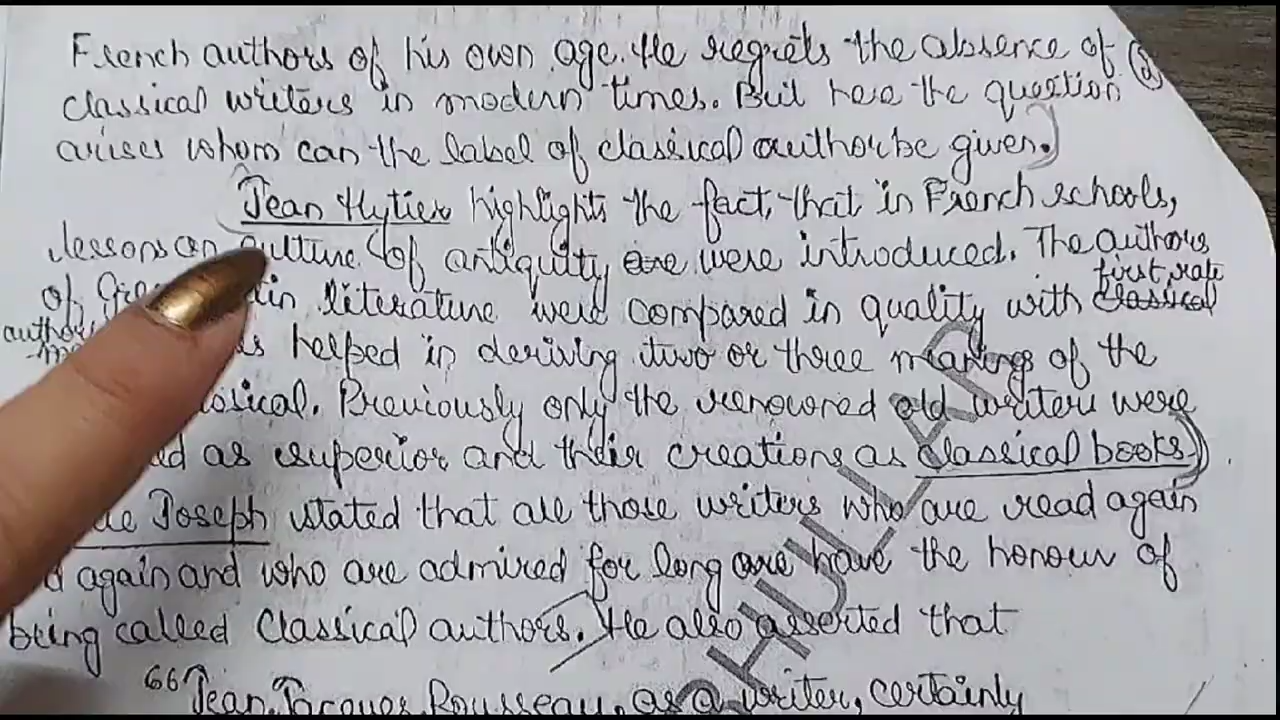 French authors of his own age. He regrets the absence of
classical writers in modern times. But here the question
arises whom can the label of classical author be given.
Jean Hytier highlights the fact, that in French schools,
lessons on culture of antiquity are were introduced. The authors
of in literature were compared in quality with first rate classical
helped in deriving two or three meanings of the
Previously only the renowned old writers were
as superior and their creations as classical books
Joseph stated that all those writers who are read again
again and who are admired for long are have the honour of
being called Classical authors. He also asserted that
66 Jean Jacques Rousseau, as a writer, certainly